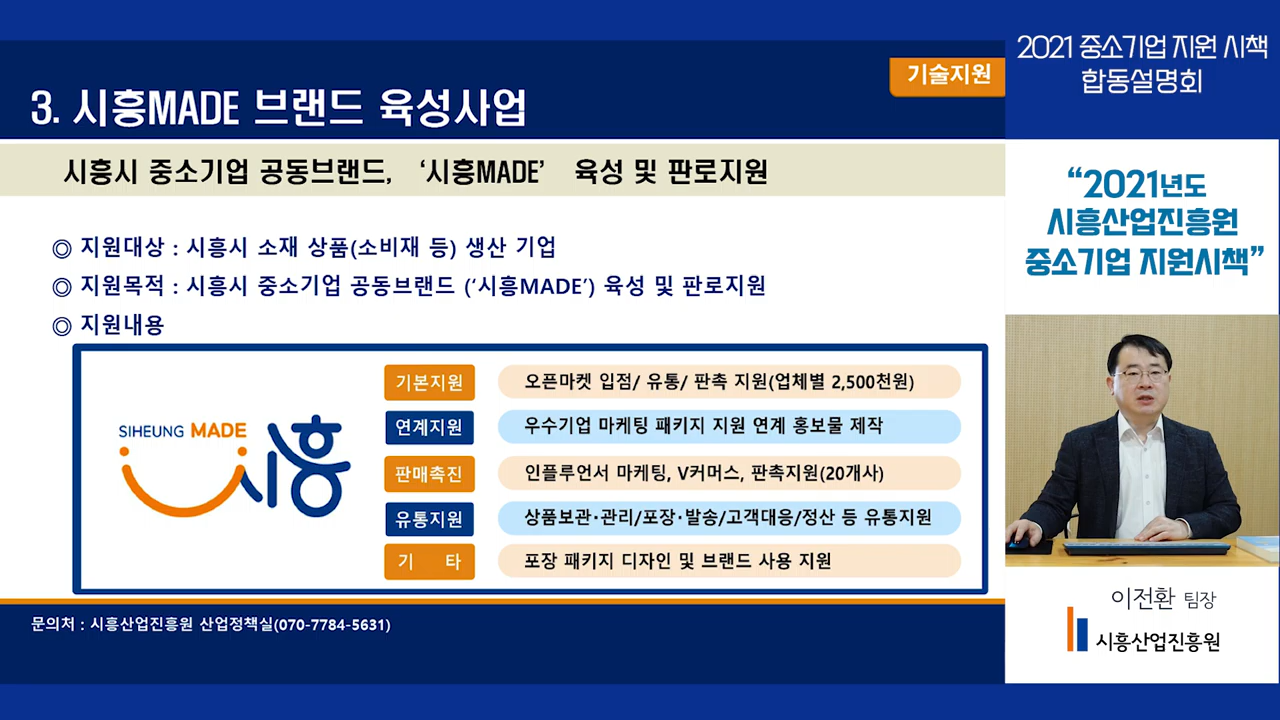 기술지원
3. 시흥MADE 브랜드 육성사업
시흥시 중소기업 공동브랜드, ‘시흥MADE’ 육성 및 판로지원
◎ 지원대상 : 시흥시 소재 상품(소비재 등) 생산 기업
◎ 지원목적 : 시흥시 중소기업 공동브랜드 (‘시흥MADE’) 육성 및 판로지원
◎ 지원내용
SIHEUNG MADE
시흥
기본지원 오픈마켓 입점/ 유통/ 판촉 지원(업체별 2,500천원)
연계지원 우수기업 마케팅 패키지 지원 연계 홍보물 제작
판매촉진 인플루언서 마케팅, V커머스, 판촉지원(20개사)
유통지원 상품보관·관리/포장·발송/고객대응/정산 등 유통지원
기 타 포장 패키지 디자인 및 브랜드 사용 지원
문의처 : 시흥산업진흥원 산업정책실(070-7784-5631)
2021 중소기업 지원 시책
합동설명회
“2021년도
시흥산업진흥원
중소기업 지원시책”
이전환 팀장
시흥산업진흥원